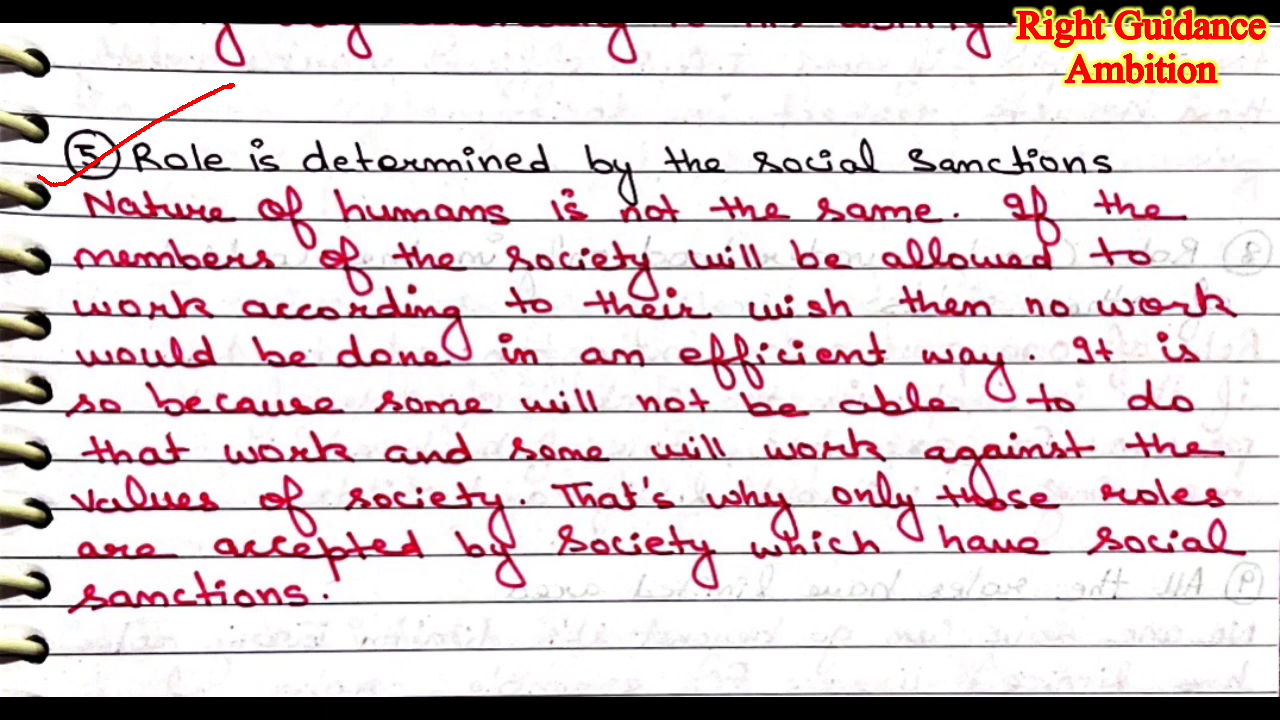 Right Guidance
Ambition
⑤ Role is determined by the social sanctions
Nature of humans is not the same. If the
members of the society will be allowed to
work according to their wish then no work
would be done in an efficient way. It is
so because some will not be able to do
that work and some will work against the
values of society. That's why only those roles
are accepted by society which have social
sanctions.